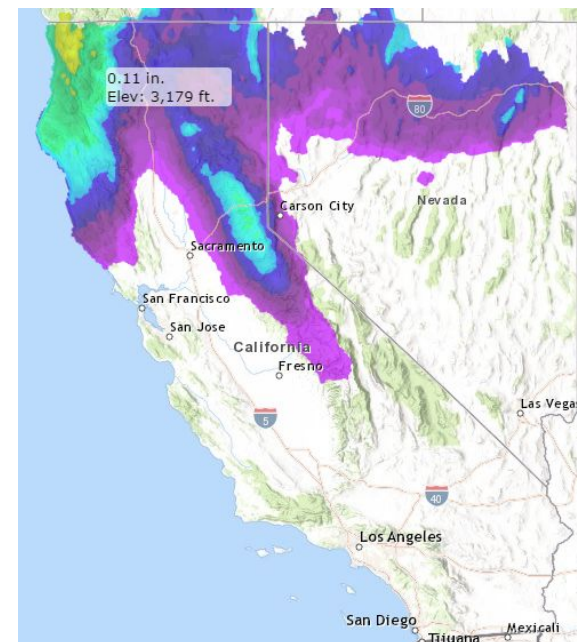 0.11 in.
Elev: 3,179 ft.
80
Carson City
Nevada
Sacramento
San Francisco
San Jose
California
Fresno
Las Vegas
5
40
Los Angeles
San Diego
Tijuana
Mexicali